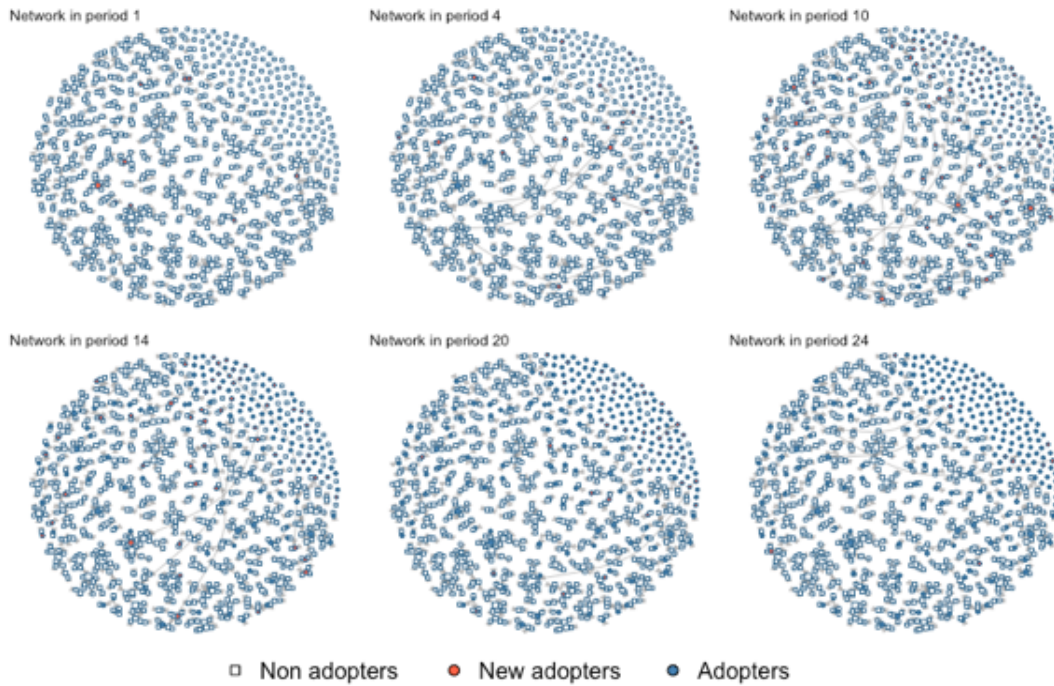 Network in period 1
Network in period 4
Network in period 10
Network in period 14
Network in period 20
Network in period 24
Non adopters
New adopters
Adopters